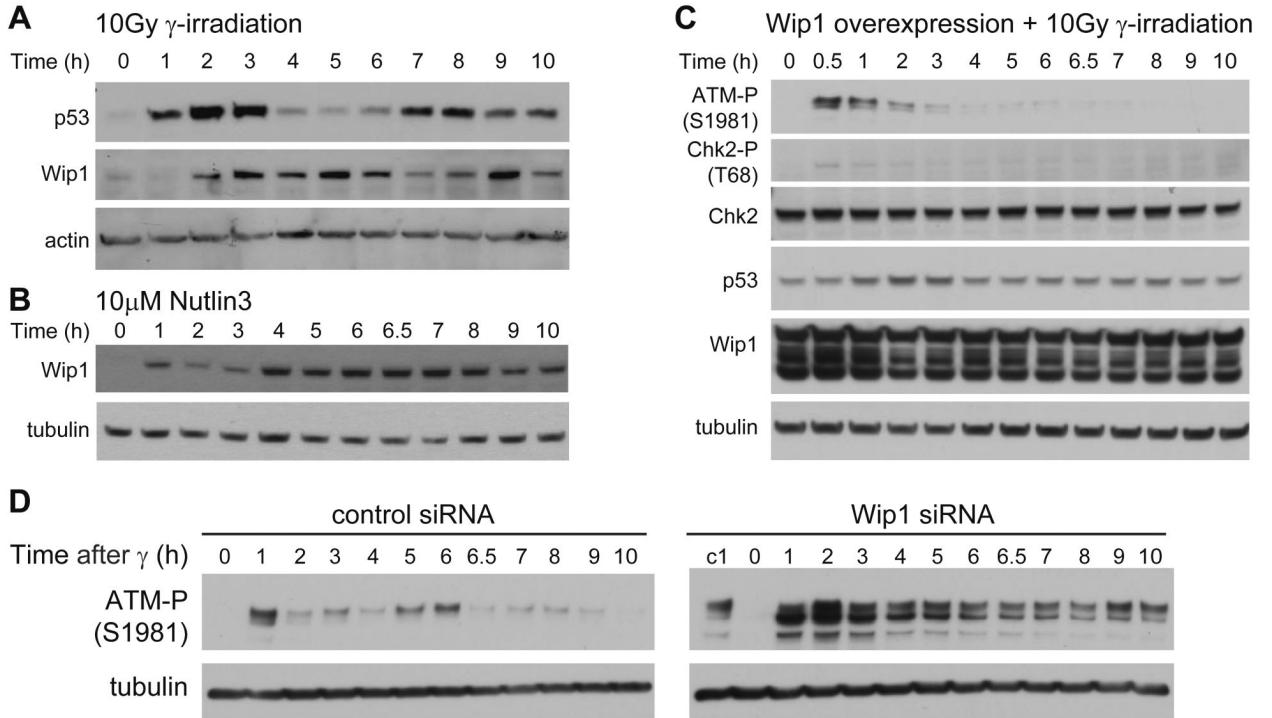 A
10Gy γ-irradiation
Time (h) 0 1 2 3 4 5 6 7 8 9 10
p53
Wip1
actin
B
10μM Nutlin3
Time (h) 0 1 2 3 4 5 6 6.5 7 8 9 10
Wip1
tubulin
C
Wip1 overexpression + 10Gy γ-irradiation
Time (h) 0 0.5 1 2 3 4 5 6 6.5 7 8 9 10
ATM-P
(S1981)
Chk2-P
(T68)
Chk2
p53
Wip1
tubulin
D
control siRNA
Wip1 siRNA
Time after γ (h) 0 1 2 3 4 5 6 6.5 7 8 9 10 c1 0 1 2 3 4 5 6 6.5 7 8 9 10
ATM-P
(S1981)
tubulin